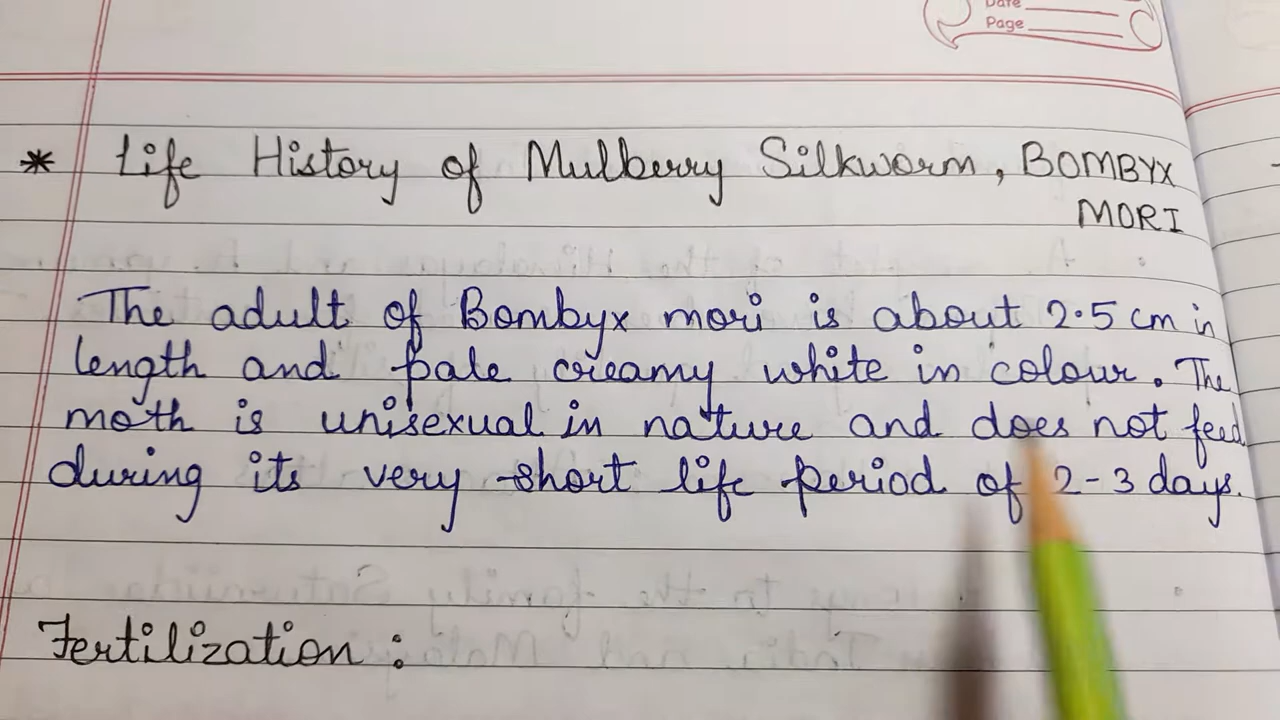 Date
Page
* Life History of Mulberry Silkworm, BOMBYX
MORI
The adult of Bombyx mori is about 2.5 cm in
length and pale creamy white in colour. The
moth is unisexual in nature and does not feed
during its very short life period of 2-3 days.
Fertilization :